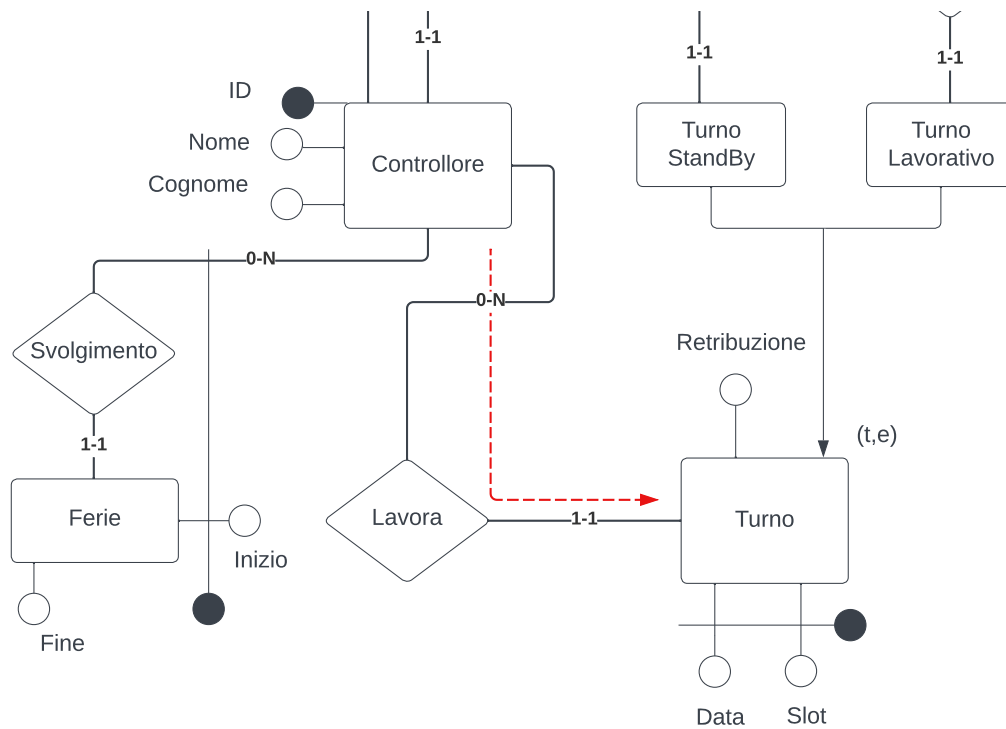 1-1
1-1
1-1
ID
Nome
Cognome
Controllore
Turno
StandBy
Turno
Lavorativo
0-N
0-N
Svolgimento
Retribuzione
1-1
(t,e)
Ferie
Lavora
1-1
Turno
Inizio
Fine
Data
Slot